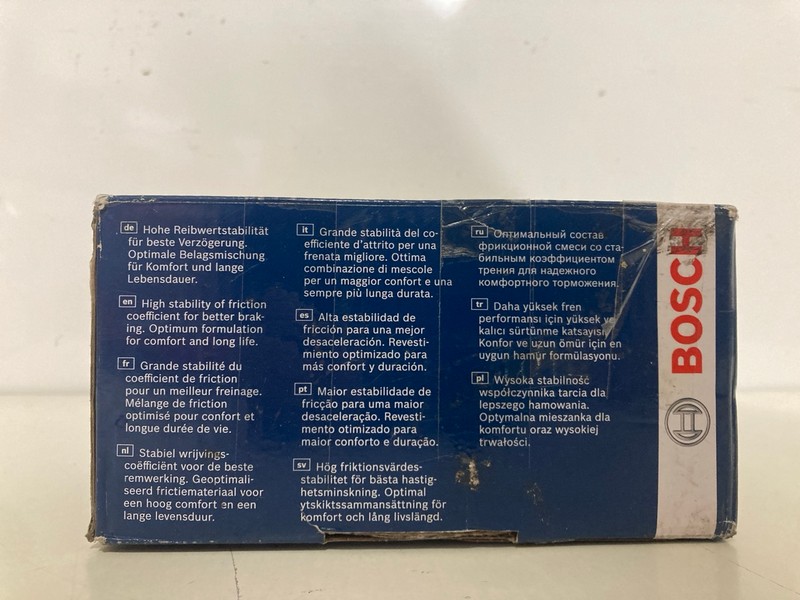 de Hohe Reibwertstabilität
für beste Verzögerung.
Optimale Belagsmischung
für Komfort und lange
Lebensdauer.
en High stability of friction
coefficient for better brak-
ing. Optimum formulation
for comfort and long life.
fr Grande stabilité du
coefficient de friction
pour un meilleur freinage.
Mélange de friction
optimisé pour confort et
longue durée de vie.
nl Stabiel wrijvings-
coëfficiënt voor de beste
remwerking. Geoptimali-
seerd frictiemateriaal voor
een hoog comfort en een
lange levensduur.
it Grande stabilità del co-
efficiente d'attrito per una
frenata migliore. Ottima
combinazione di mescole
per un maggior confort e una
sempre più lunga durata.
es Alta estabilidad de
fricción para una mejor
desaceleración. Revesti-
miento optimizado para
más confort y duración.
pt Maior estabilidade de
fricção para uma maior
desaceleração. Revesti-
mento otimizado para
maior conforto e duração.
sv Hög friktionsvärdes-
stabilitet för bästa hastig-
hetsminskning. Optimal
ytskiktssammansättning för
komfort och lång livslängd.
ru Оптимальный состав
фрикционной смеси со ста-
бильным коэффициентом
трения для надежного
комфортного торможения.
tr Daha yüksek fren
performansı için yüksek ve
kalıcı sürtünme katsayısı.
Konfor ve uzun ömür için en
uygun hamur formülasyonu.
pl Wysoka stabilność
współczynnika tarcia dla
lepszego hamowania.
Optymalna mieszanka dla
komfortu oraz wysokiej
trwałości.
BOSCH